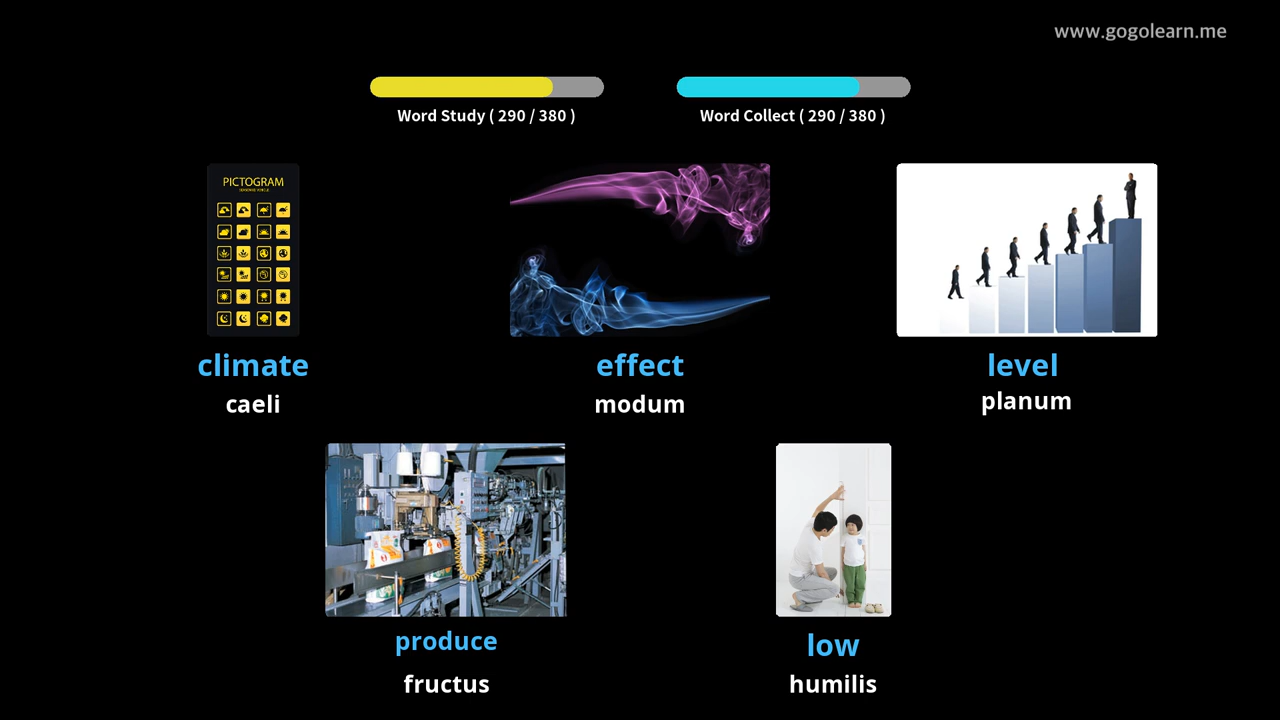 www.gogolearn.me
Word Study ( 290 / 380 )
Word Collect ( 290 / 380 )
PICTOGRAM
climate
caeli
effect
modum
level
planum
produce
fructus
low
humilis